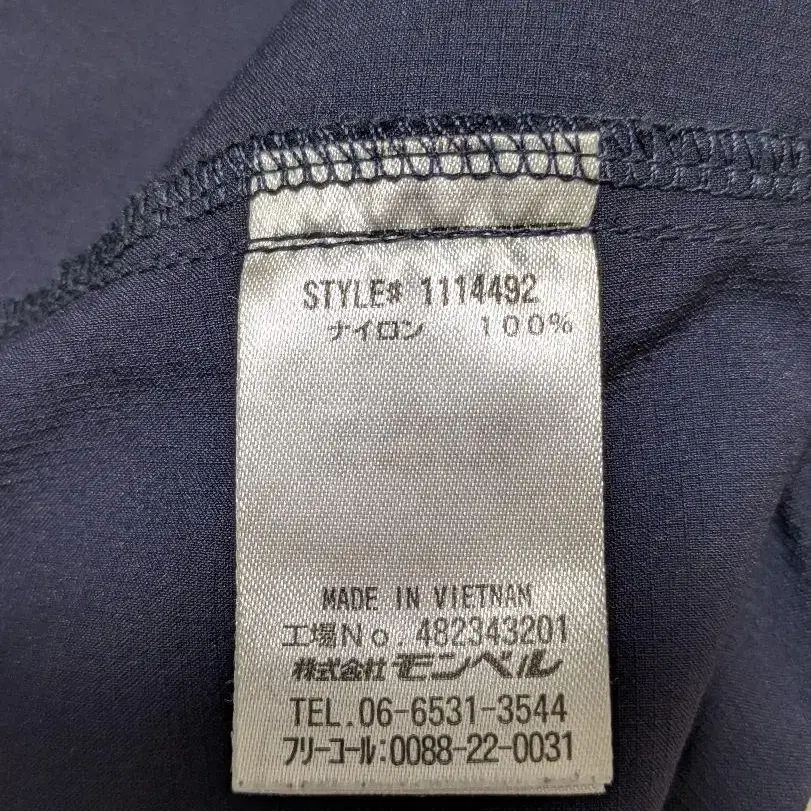 STYLE# 1114492
ナイロン 100%
MADE IN VIETNAM
工場No. 482343201
株式会社モンベル
TEL.06-6531-3544
フリーコール:0088-22-0031